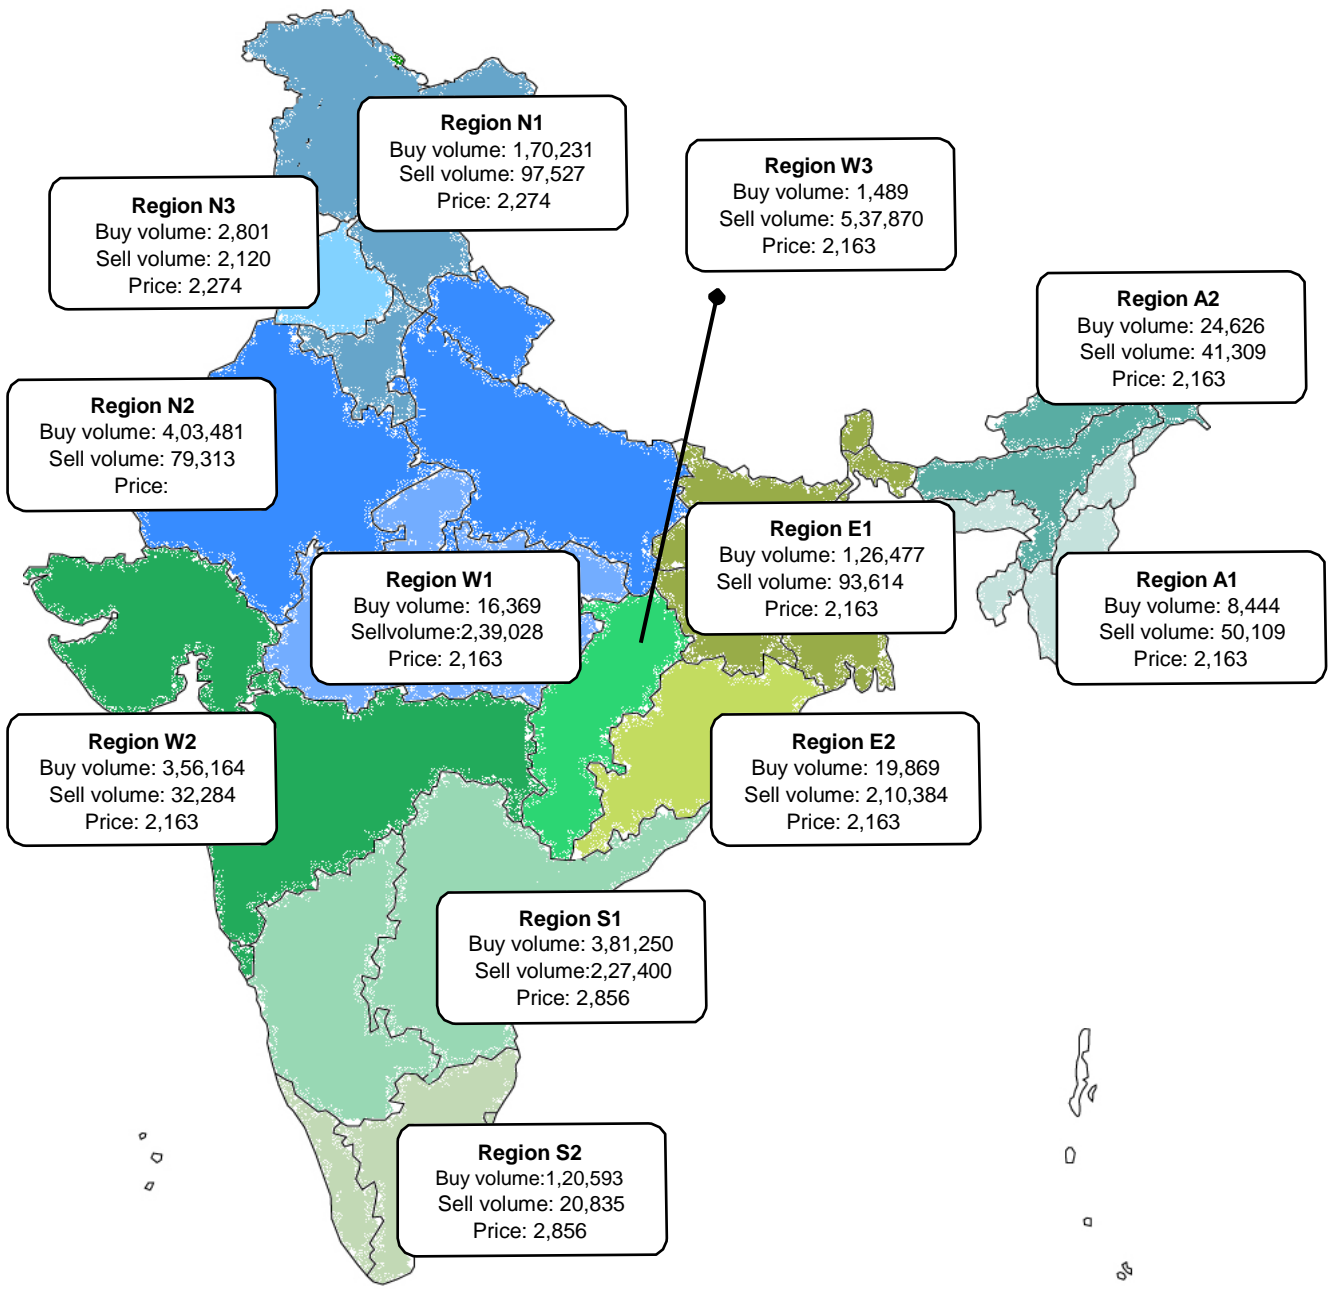 Region N1
Buy volume: 1,70,231
Sell volume: 97,527
Price: 2,274
Region W3
Buy volume: 1,489
Sell volume: 5,37,870
Price: 2,163
Region N3
Buy volume: 2,801
Sell volume: 2,120
Price: 2,274
Region A2
Buy volume: 24,626
Sell volume: 41,309
Price: 2,163
Region N2
Buy volume: 4,03,481
Sell volume: 79,313
Price:
Region E1
Buy volume: 1,26,477
Sell volume: 93,614
Price: 2,163
Region W1
Buy volume: 16,369
Sellvolume:2,39,028
Price: 2,163
Region A1
Buy volume: 8,444
Sell volume: 50,109
Price: 2,163
Region W2
Buy volume: 3,56,164
Sell volume: 32,284
Price: 2,163
Region E2
Buy volume: 19,869
Sell volume: 2,10,384
Price: 2,163
Region S1
Buy volume: 3,81,250
Sell volume:2,27,400
Price: 2,856
Region S2
Buy volume:1,20,593
Sell volume: 20,835
Price: 2,856